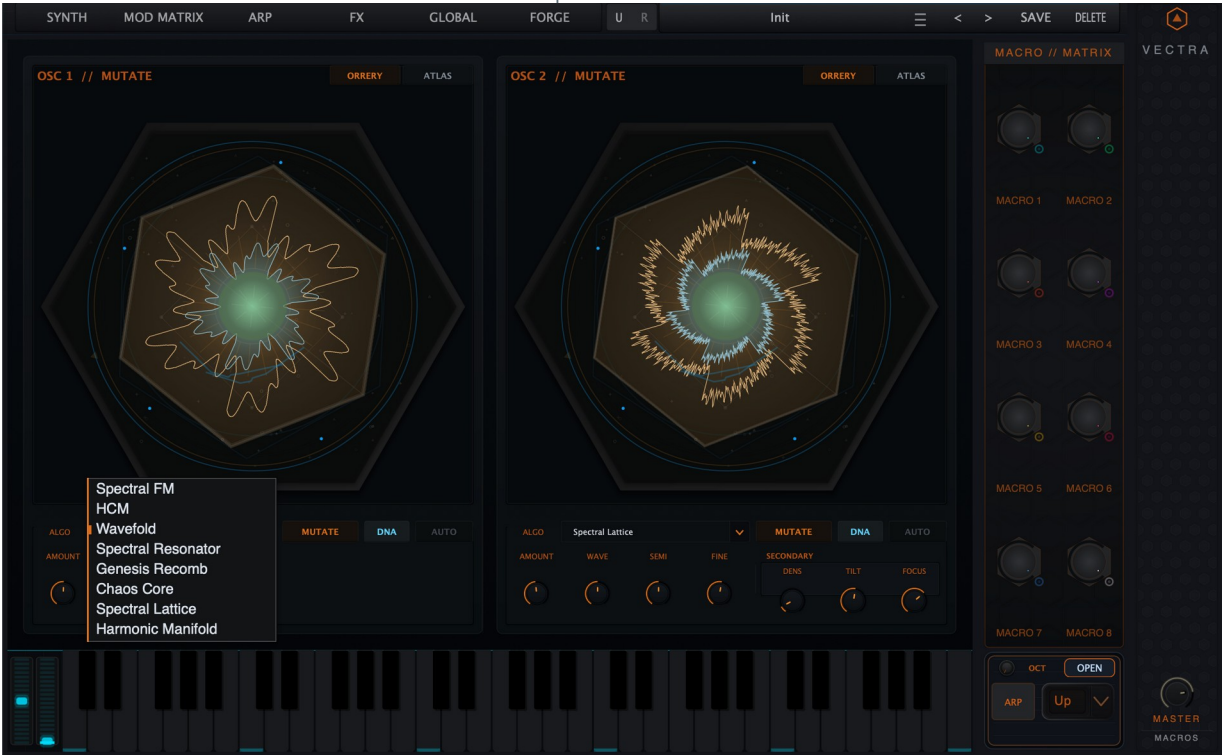 SYNTH MOD MATRIX ARP FX GLOBAL FORGE U R Init < > SAVE DELETE
VECTRA
MACRO // MATRIX
OSC 1 // MUTATE ORRERY ATLAS
OSC 2 // MUTATE ORRERY ATLAS
MACRO 1 MACRO 2
MACRO 3 MACRO 4
MACRO 5 MACRO 6
MACRO 7 MACRO 8
Spectral FM
HCM
Wavefold
Spectral Resonator
Genesis Recomb
Chaos Core
Spectral Lattice
Harmonic Manifold
ALGO MUTATE DNA AUTO
AMOUNT
ALGO Spectral Lattice MUTATE DNA AUTO
AMOUNT WAVE SEMI FINE SECONDARY
DENS TILT FOCUS
OCT OPEN
ARP Up
MASTER
MACROS